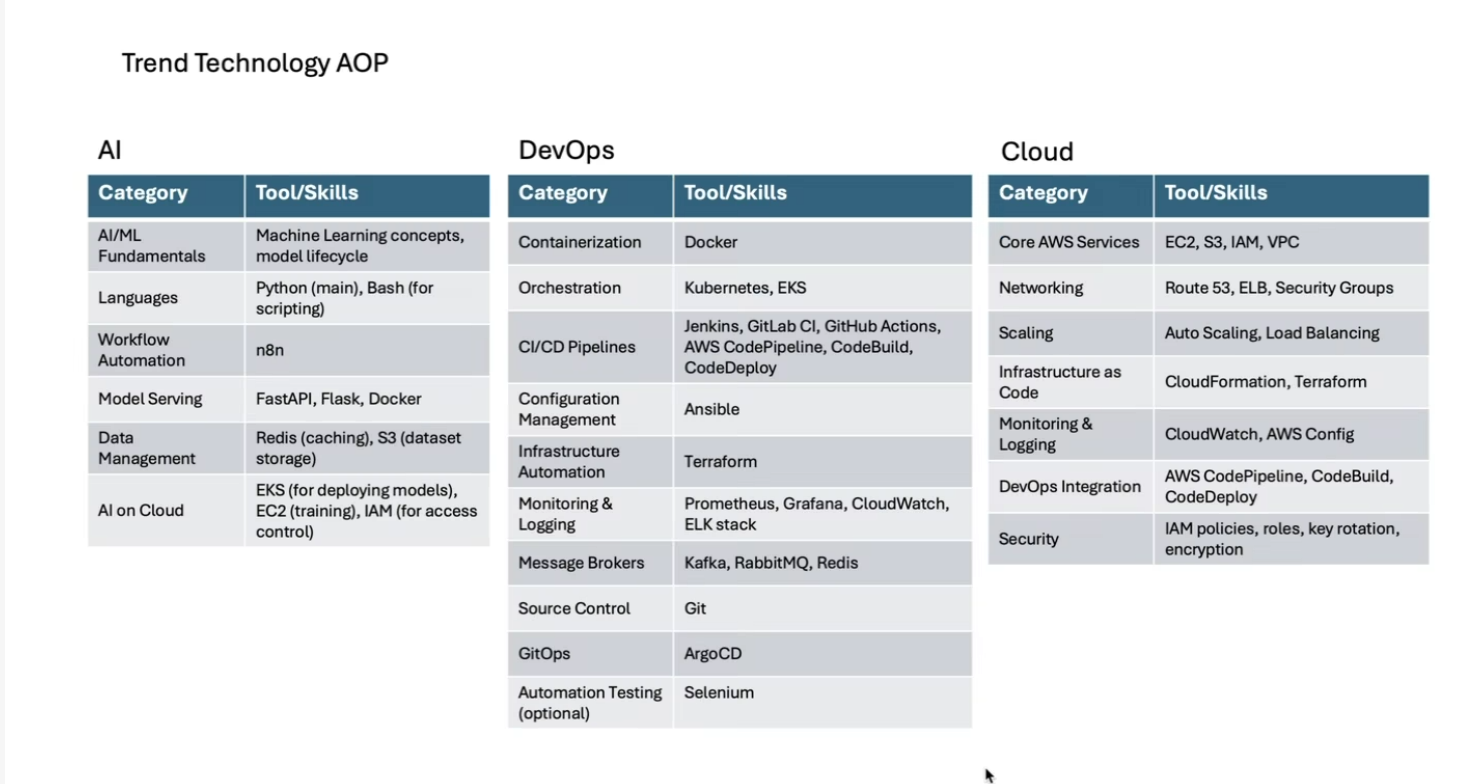 Trend Technology AOP
AI
Category Tool/Skills
AI/ML
Fundamentals
Machine Learning concepts,
model lifecycle
Languages
Python (main), Bash (for
scripting)
Workflow
Automation
n8n
Model Serving
FastAPI, Flask, Docker
Data
Management
Redis (caching), S3 (dataset
storage)
AI on Cloud
EKS (for deploying models),
EC2 (training), IAM (for access
control)
DevOps
Category Tool/Skills
Containerization
Docker
Orchestration
Kubernetes, EKS
CI/CD Pipelines
Jenkins, GitLab CI, GitHub Actions,
AWS CodePipeline, CodeBuild,
CodeDeploy
Configuration
Management
Ansible
Infrastructure
Automation
Terraform
Monitoring &
Logging
Prometheus, Grafana, CloudWatch,
ELK stack
Message Brokers
Kafka, RabbitMQ, Redis
Source Control
Git
GitOps
ArgoCD
Automation Testing
(optional)
Selenium
Cloud
Category Tool/Skills
Core AWS Services
EC2, S3, IAM, VPC
Networking
Route 53, ELB, Security Groups
Scaling
Auto Scaling, Load Balancing
Infrastructure as
Code
CloudFormation, Terraform
Monitoring &
Logging
CloudWatch, AWS Config
DevOps Integration
AWS CodePipeline, CodeBuild,
CodeDeploy
Security
IAM policies, roles, key rotation,
encryption